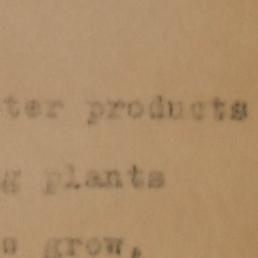 ter products
g plants
s grow,